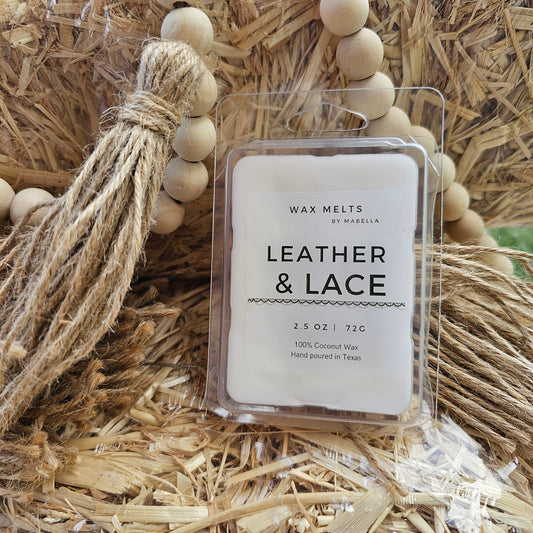 WAX MELTS
BY MABELLA
LEATHER
& LACE
2.5 OZ | 72G
100% Coconut Wax
Hand poured in Texas